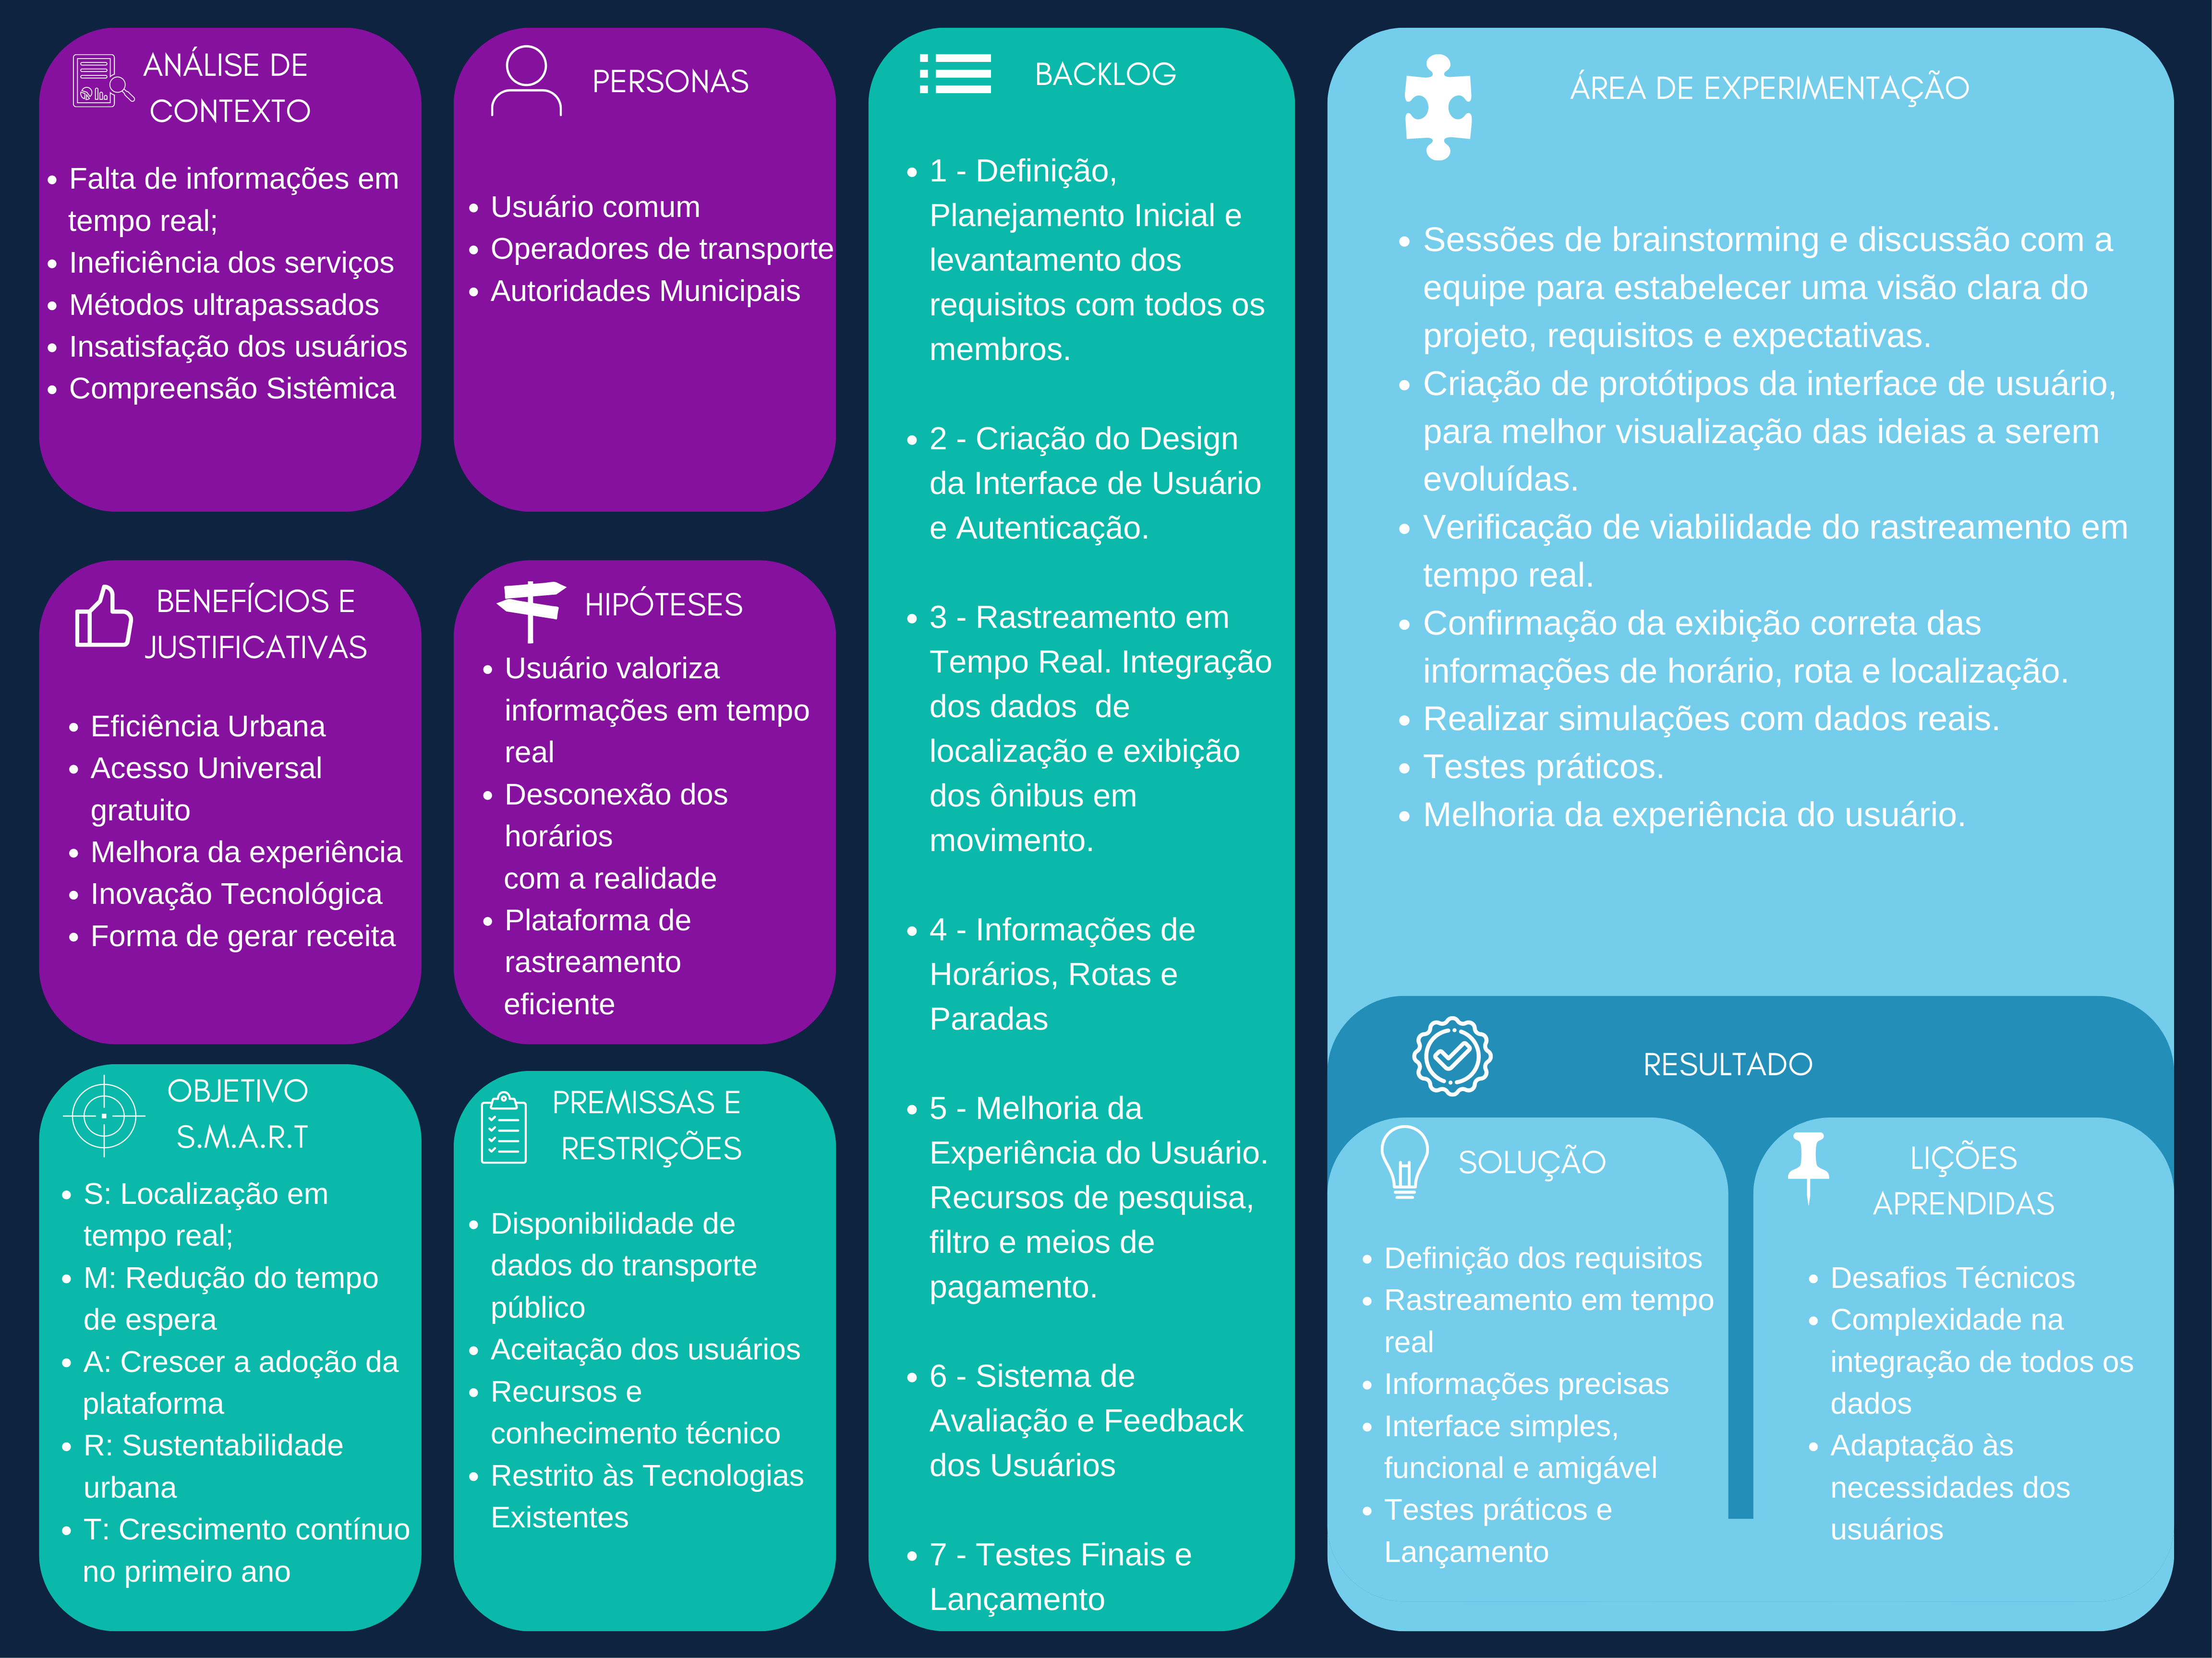 ANÁLISE DE
CONTEXTO
• Falta de informações em
tempo real;
• Ineficiência dos serviços
• Métodos ultrapassados
• Insatisfação dos usuários
• Compreensão Sistêmica
PERSONAS
• Usuário comum
• Operadores de transporte
• Autoridades Municipais
BENEFÍCIOS E
JUSTIFICATIVAS
• Eficiência Urbana
• Acesso Universal
gratuito
• Melhora da experiência
• Inovação Tecnológica
• Forma de gerar receita
HIPÓTESES
• Usuário valoriza
informações em tempo
real
• Desconexão dos
horários
com a realidade
• Plataforma de
rastreamento
eficiente
OBJETIVO
S.M.A.R.T
• S: Localização em
tempo real;
• M: Redução do tempo
de espera
• A: Crescer a adoção da
plataforma
• R: Sustentabilidade
urbana
• T: Crescimento contínuo
no primeiro ano
PREMISSAS E
RESTRIÇÕES
• Disponibilidade de
dados do transporte
público
• Aceitação dos usuários
• Recursos e
conhecimento técnico
• Restrito às Tecnologias
Existentes
BACKLOG
• 1 - Definição,
Planejamento Inicial e
levantamento dos
requisitos com todos os
membros.
• 2 - Criação do Design
da Interface de Usuário
e Autenticação.
• 3 - Rastreamento em
Tempo Real. Integração
dos dados de
localização e exibição
dos ônibus em
movimento.
• 4 - Informações de
Horários, Rotas e
Paradas
• 5 - Melhoria da
Experiência do Usuário.
Recursos de pesquisa,
filtro e meios de
pagamento.
• 6 - Sistema de
Avaliação e Feedback
dos Usuários
• 7 - Testes Finais e
Lançamento
ÁREA DE EXPERIMENTAÇÃO
• Sessões de brainstorming e discussão com a
equipe para estabelecer uma visão clara do
projeto, requisitos e expectativas.
• Criação de protótipos da interface de usuário,
para melhor visualização das ideias a serem
evoluídas.
• Verificação de viabilidade do rastreamento em
tempo real.
• Confirmação da exibição correta das
informações de horário, rota e localização.
• Realizar simulações com dados reais.
• Testes práticos.
• Melhoria da experiência do usuário.
RESULTADO
SOLUÇÃO
• Definição dos requisitos
• Rastreamento em tempo
real
• Informações precisas
• Interface simples,
funcional e amigável
• Testes práticos e
Lançamento
LIÇÕES
APRENDIDAS
• Desafios Técnicos
• Complexidade na
integração de todos os
dados
• Adaptação às
necessidades dos
usuários